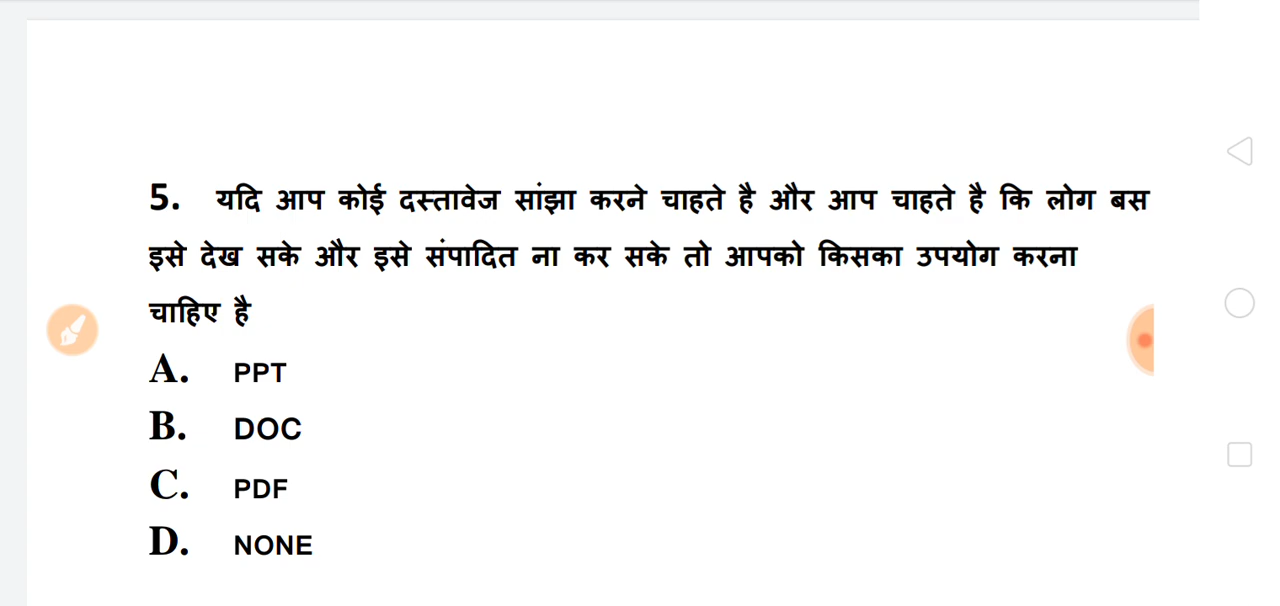 5. यदि आप कोई दस्तावेज सांझा करने चाहते है और आप चाहते है कि लोग बस
इसे देख सके और इसे संपादित ना कर सके तो आपको किसका उपयोग करना
चाहिए है
A. PPT
B. DOC
C. PDF
D. NONE